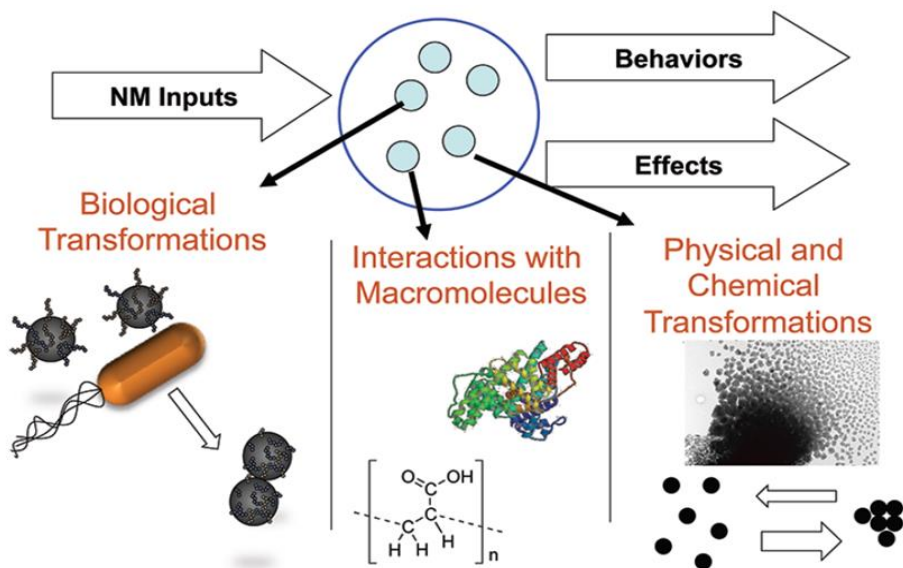 NM Inputs
Behaviors
Effects
Biological
Transformations
Interactions with
Macromolecules
Physical and
Chemical
Transformations
O
OH
C
C
C
H
H
H
n